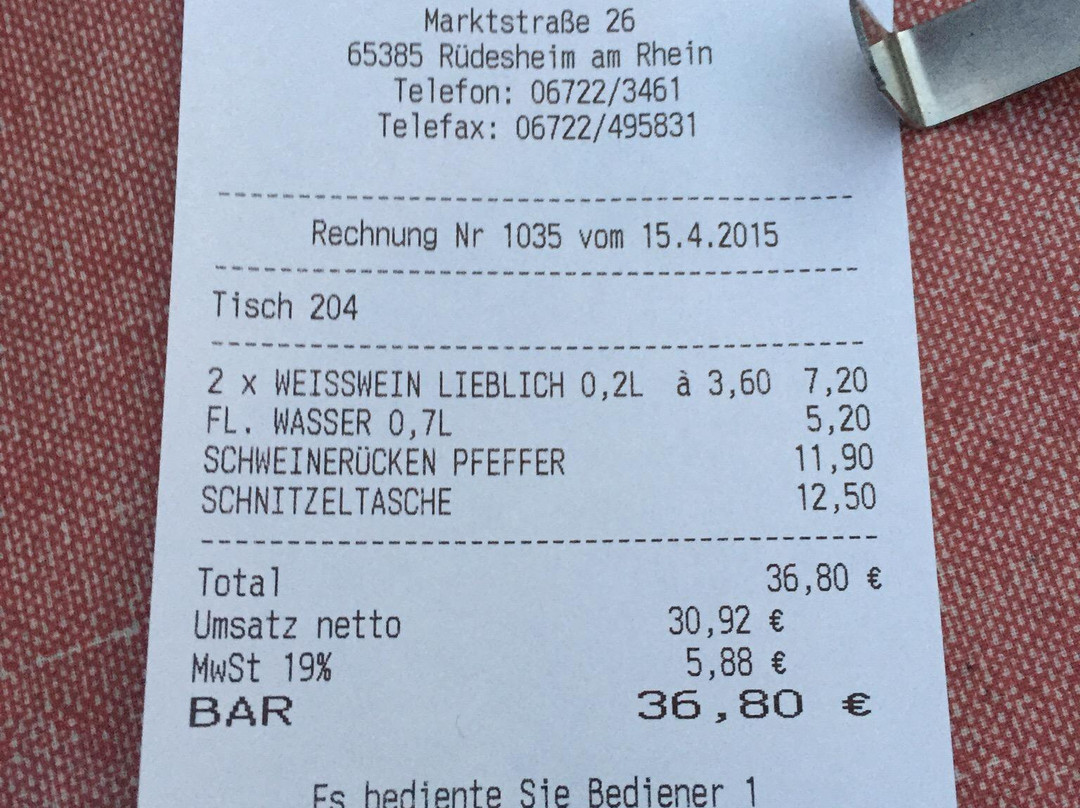 Marktstraße 26
65385 Rüdesheim am Rhein
Telefon: 06722/3461
Telefax: 06722/495831
Rechnung Nr 1035 vom 15.4.2015
Tisch 204
2 x WEISSWEIN LIEBLICH 0,2L à 3,60 7,20
FL. WASSER 0,7L 5,20
SCHWEINERÜCKEN PFEFFER 11,90
SCHNITZELTASCHE 12,50
Total 36,80 €
Umsatz netto 30,92 €
MwSt 19% 5,88 €
BAR 36,80 €
Es bediente Sie Bediener 1